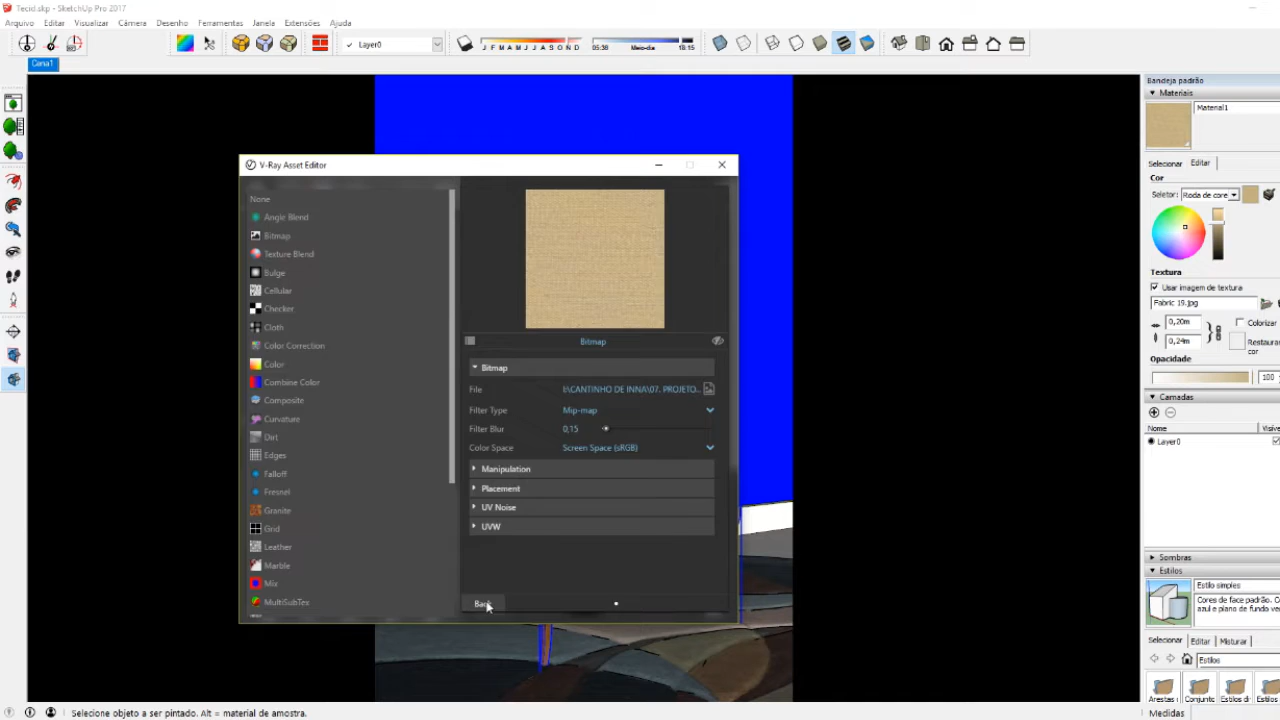 Tecid.skp - SketchUp Pro 2017
Arquivo Editar Visualizar Câmera Desenho Ferramentas Janela Extensões Ajuda
Layer0
J F M A M J J A S O N D
05:38 Meio-dia 18:15
Cena1
Bandeja padrão
Materiais
Material1
Selecionar Editar
Cor
Seletor: Roda de core
Textura
Usar imagem de textura
Fabric 19.jpg
0,20m
Colorizar
0,24m
Restaurar
cor
Opacidade
100
Camadas
Nome
Layer0
Sombras
Estilos
Estilo simples
Cores de face padrão. C
azul e plano de fundo ve
Selecionar Editar Misturar
Estilos
Arestas Conjunto Estilos di Estilos
Medidas
V-Ray Asset Editor
None
Angle Blend
Bitmap
Texture Blend
Bulge
Cellular
Checker
Cloth
Color Correction
Color
Combine Color
Composite
Curvature
Dirt
Edges
Falloff
Fresnel
Granite
Grid
Leather
Marble
Mix
MultiSubTex
Bitmap
Bitmap
File I:\CANTINHO DE INNA\07. PROJETO...
Filter Type Mip-map
Filter Blur 0,15
Color Space Screen Space (sRGB)
Manipulation
Placement
UV Noise
UVW
Back
Selecione objeto a ser pintado. Alt = material de amostra.